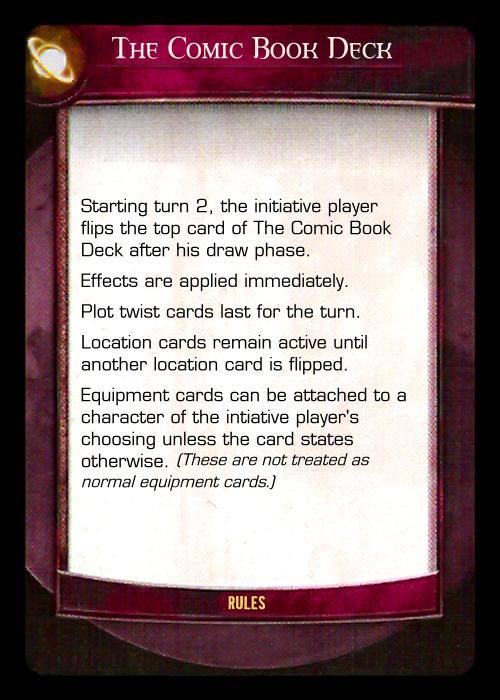 The Comic Book Deck
Starting turn 2, the initiative player
flips the top card of The Comic Book
Deck after his draw phase.
Effects are applied immediately.
Plot twist cards last for the turn.
Location cards remain active until
another location card is flipped.
Equipment cards can be attached to a
character of the intiative player's
choosing unless the card states
otherwise. (These are not treated as
normal equipment cards.)
RULES